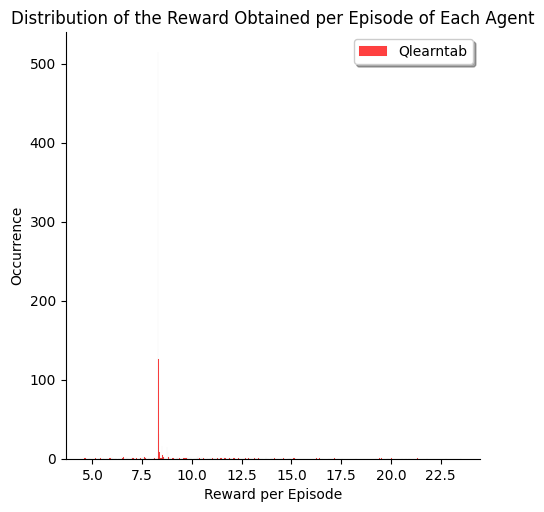 Distribution of the Reward Obtained per Episode of Each Agent
Qlearntab
500
400
300
200
100
0
Occurrence
5.0 7.5 10.0 12.5 15.0 17.5 20.0 22.5
Reward per Episode